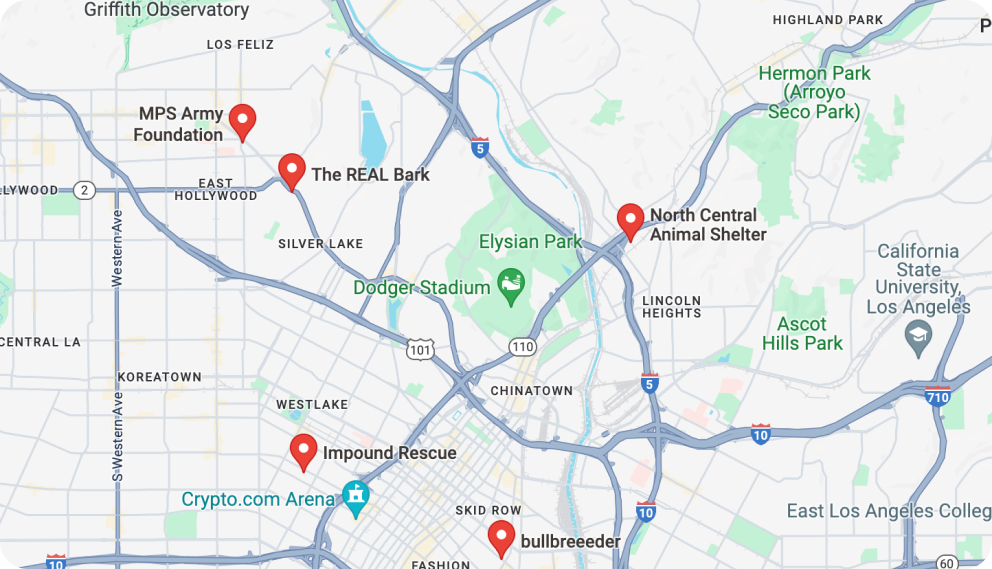 Griffith Observatory
HIGHLAND PARK
P
LOS FELIZ
Hermon Park
(Arroyo
Seco Park)
MPS Army
Foundation
5
The REAL Bark
LLYWOOD
2
EAST
HOLLYWOOD
North Central
Animal Shelter
S Western Ave
SILVER LAKE
Elysian Park
California
State
University,
Los Angeles
Dodger Stadium
LINCOLN
HEIGHTS
Ascot
Hills Park
CENTRAL LA
101
110
KOREATOWN
CHINATOWN
5
710
WESTLAKE
10
S Western Ave
Impound Rescue
Crypto.com Arena
SKID ROW
10
East Los Angeles Colleg
bullbreeeder
10
FASHION
60